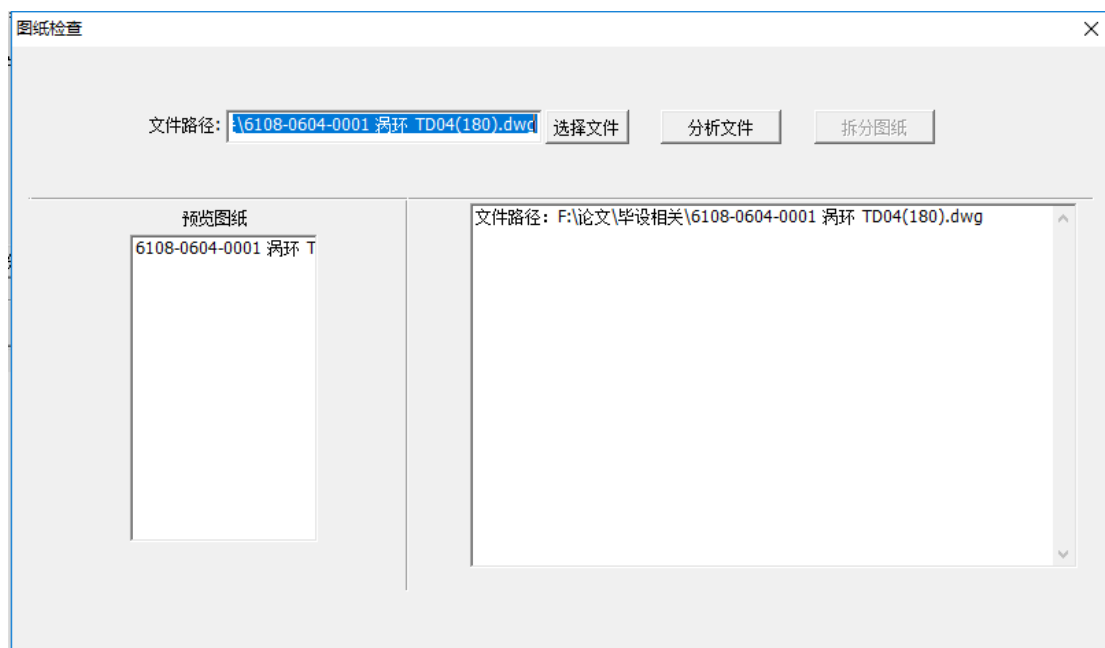 图纸检查
文件路径: \6108-0604-0001 涡环 TD04(180).dwg 选择文件 分析文件 拆分图纸
预览图纸
6108-0604-0001 涡环 T
文件路径: F:\论文\毕设相关\6108-0604-0001 涡环 TD04(180).dwg